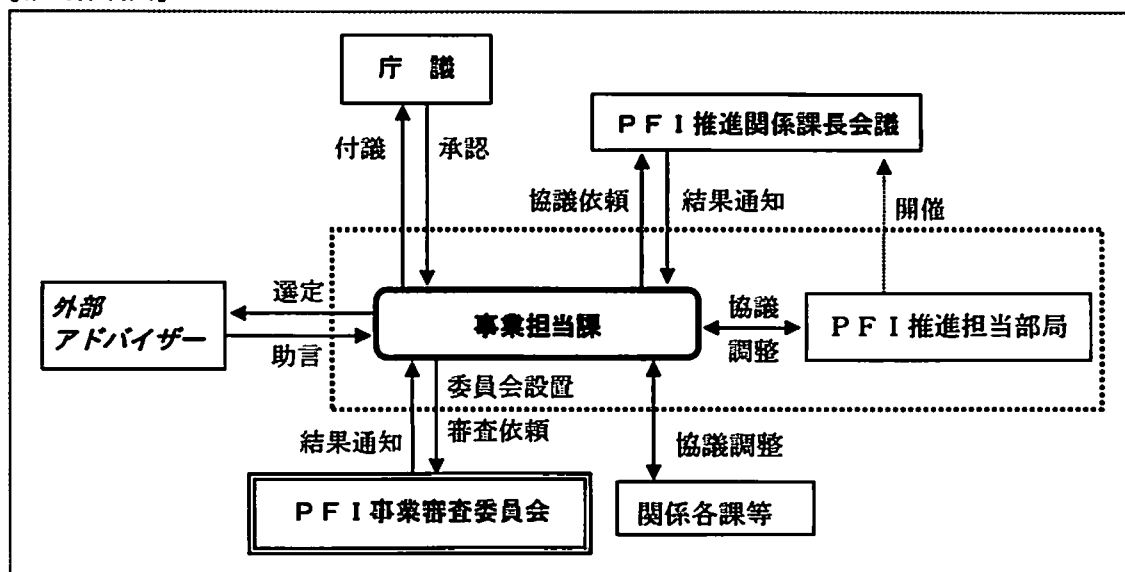 庁 議
PFI推進関係課長会議
付議
承認
協議依頼
結果通知
開催
外部
アドバイザー
選定
助言
事業担当課
協議
調整
PFI推進担当部局
委員会設置
審査依頼
結果通知
協議調整
PFI事業審査委員会
関係各課等